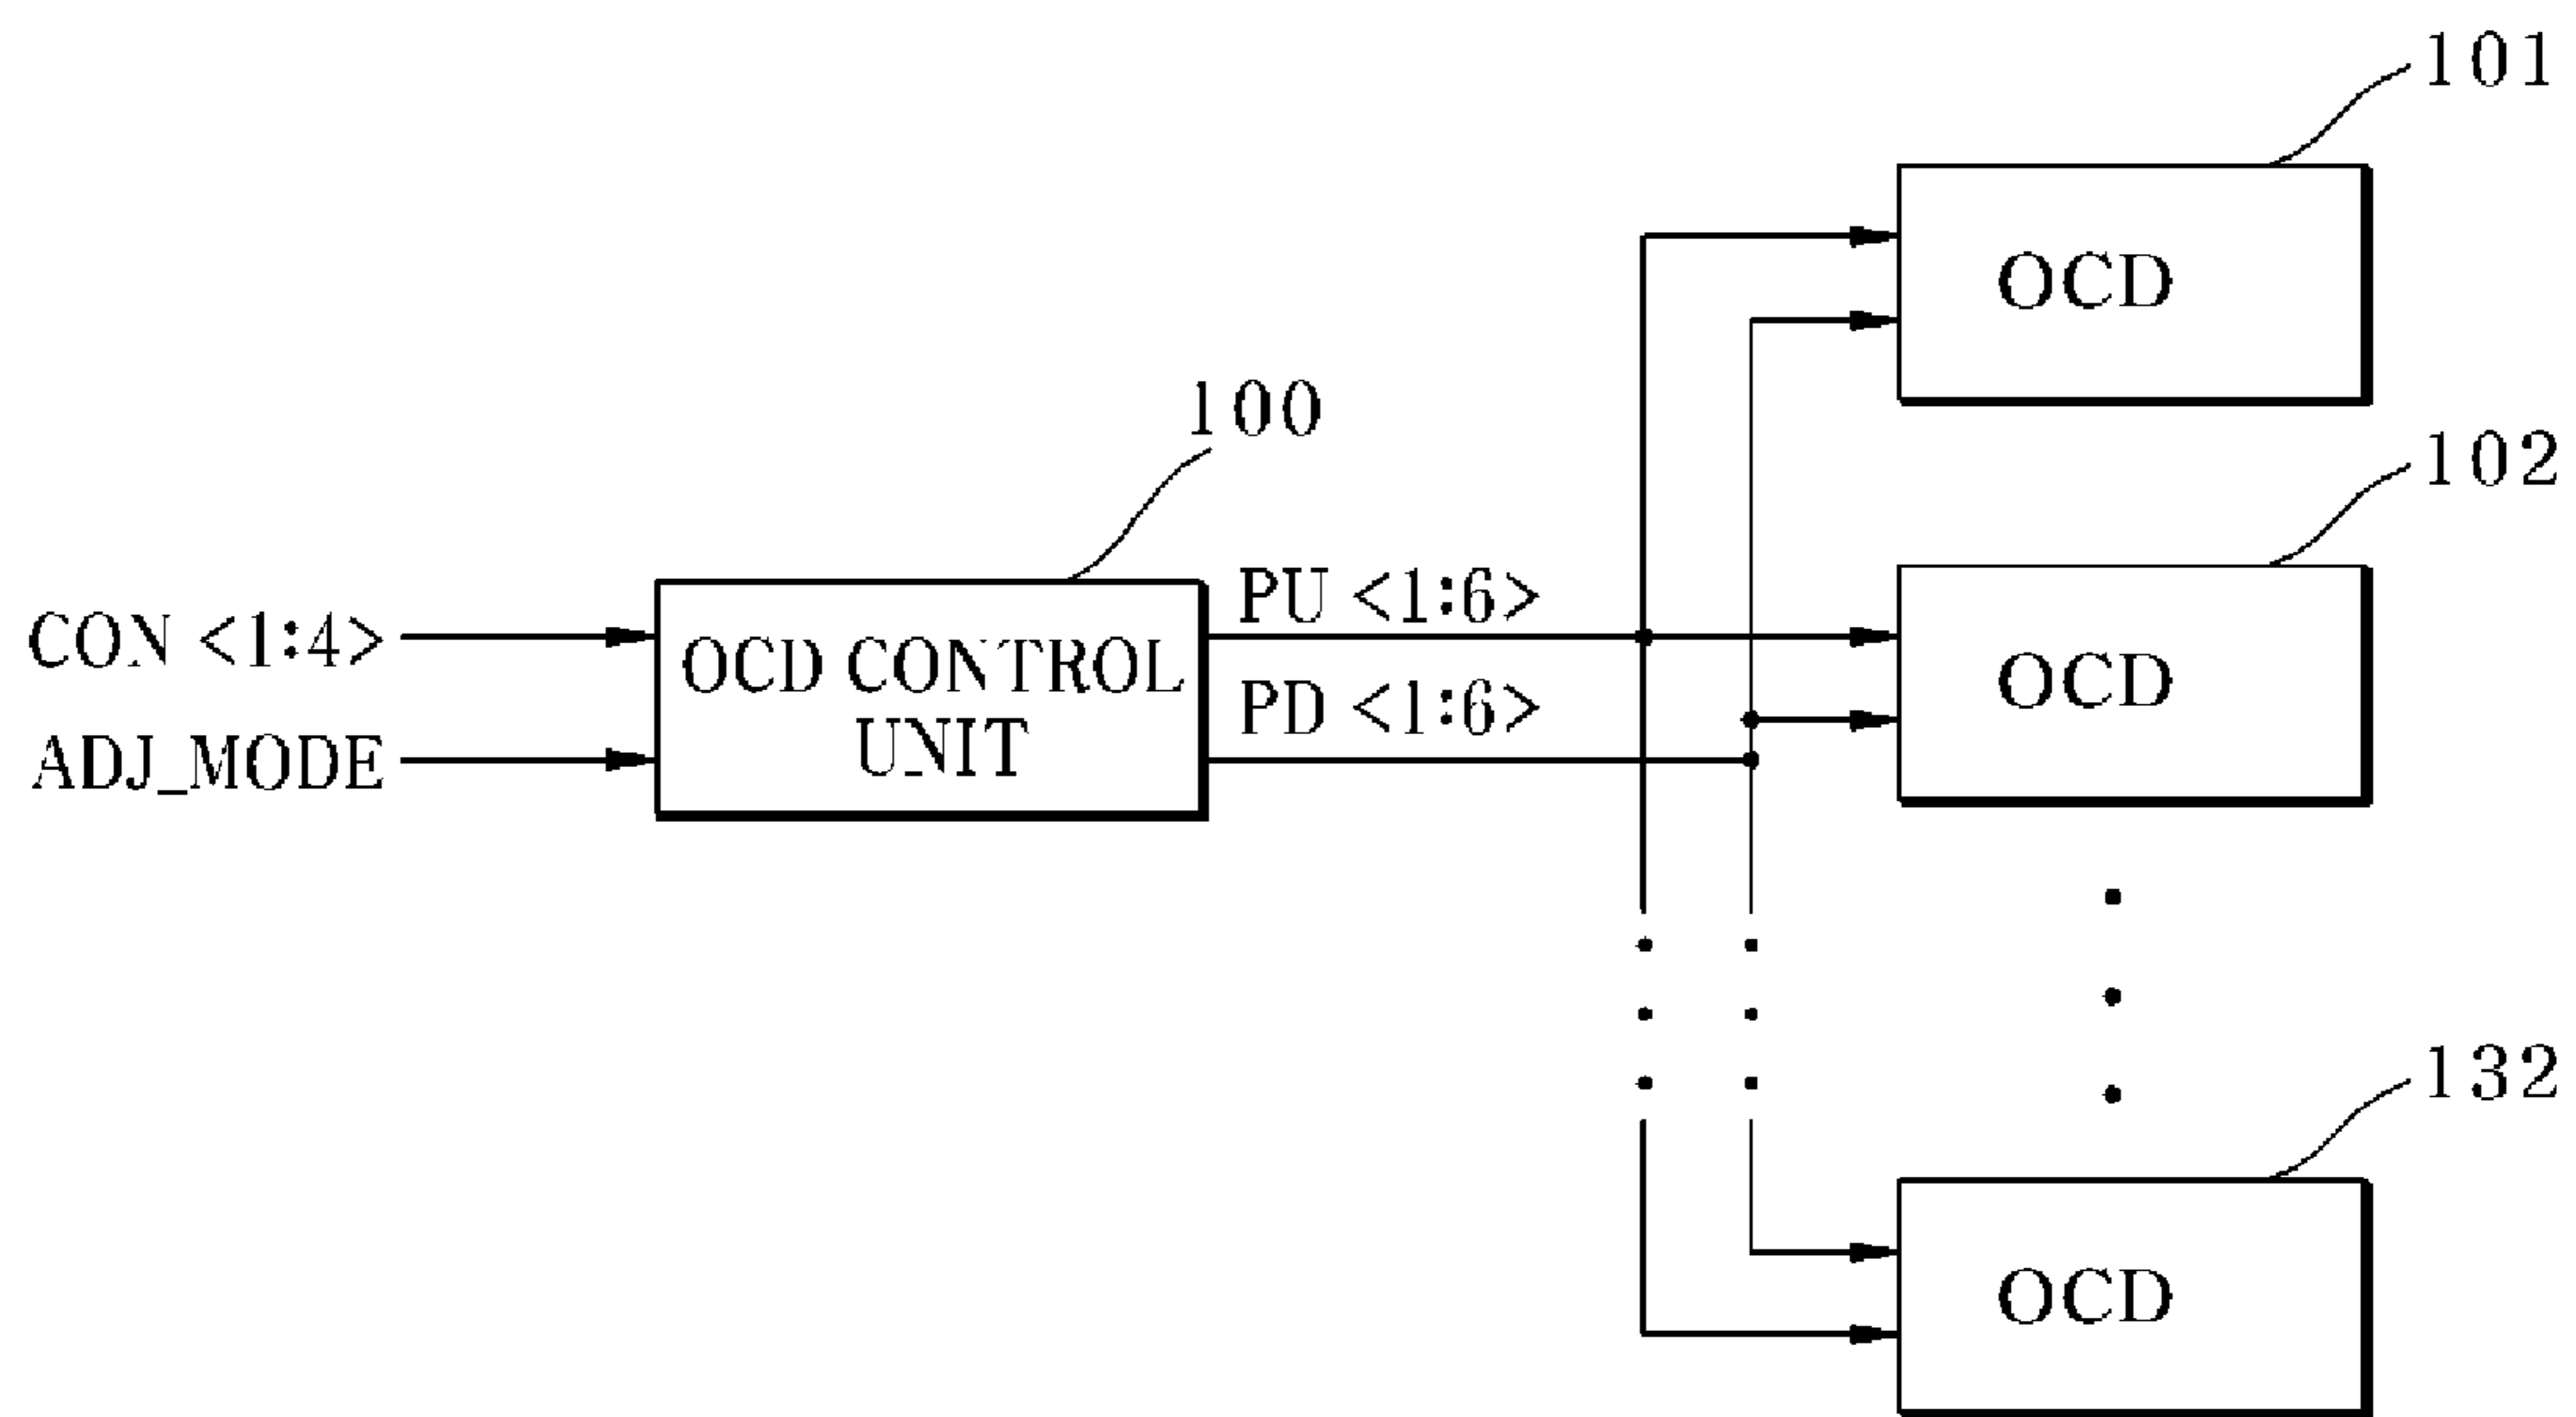 101
OCD
100
102
CON <1:4>
ADJ_MODE
OCD CONTROL
UNIT
PU <1:6>
PD <1:6>
OCD
132
OCD